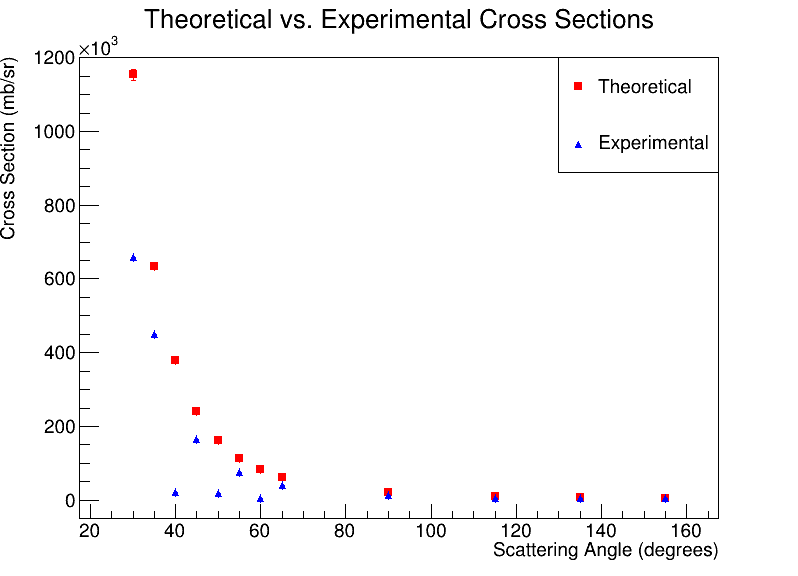 Theoretical vs. Experimental Cross Sections
×10³
Cross Section (mb/sr)
1200
1000
800
600
400
200
0
Theoretical
Experimental
20 40 60 80 100 120 140 160
Scattering Angle (degrees)